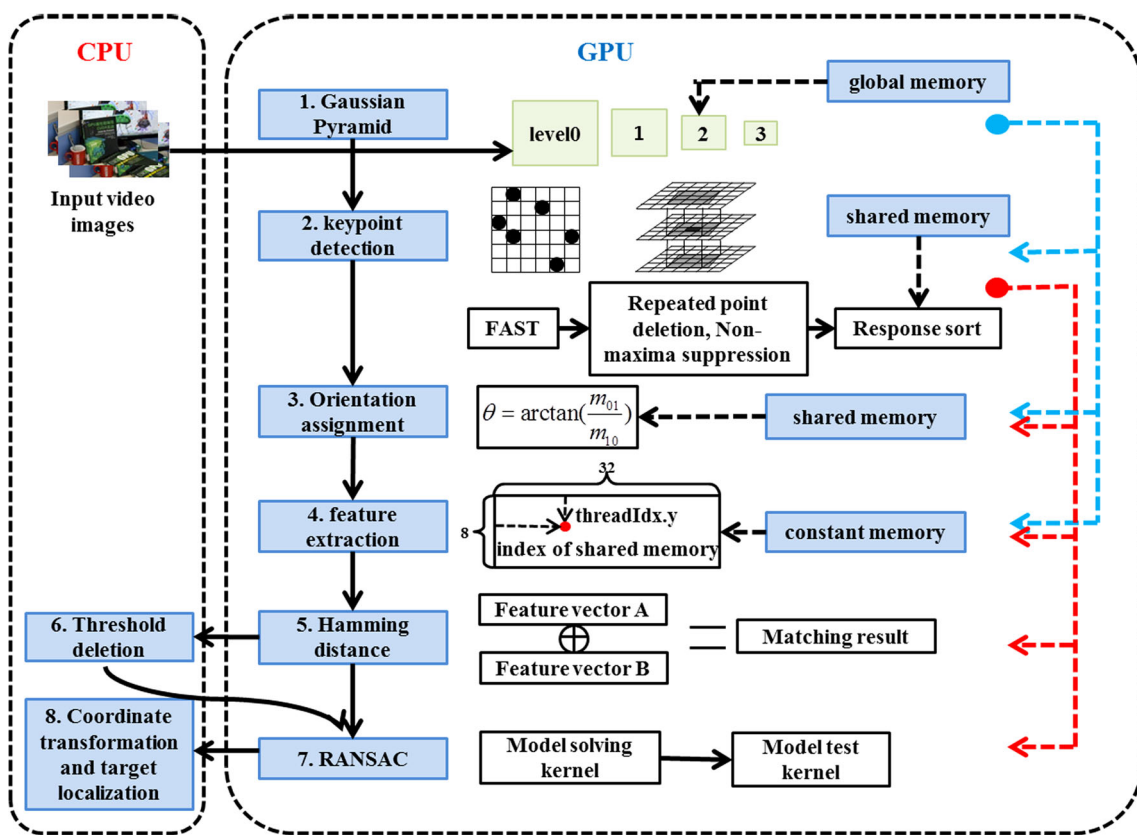 CPU
GPU
Input video
images
1. Gaussian
Pyramid
level0
1
2
3
global memory
2. keypoint
detection
shared memory
FAST
Repeated point
deletion, Non-
maxima suppression
Response sort
3. Orientation
assignment
θ = arctan(m01/m10)
shared memory
4. feature
extraction
32
8
threadIdx.y
index of shared memory
constant memory
5. Hamming
distance
6. Threshold
deletion
Feature vector A
⊕
Feature vector B
=
Matching result
7. RANSAC
8. Coordinate
transformation
and target
localization
Model solving
kernel
Model test
kernel